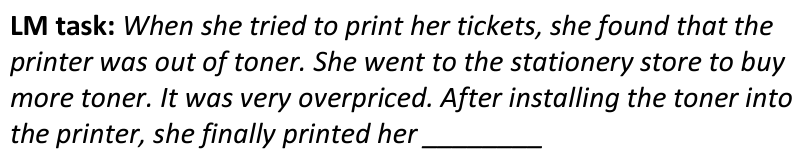 LM task: When she tried to print her tickets, she found that the
printer was out of toner. She went to the stationery store to buy
more toner. It was very overpriced. After installing the toner into
the printer, she finally printed her ________